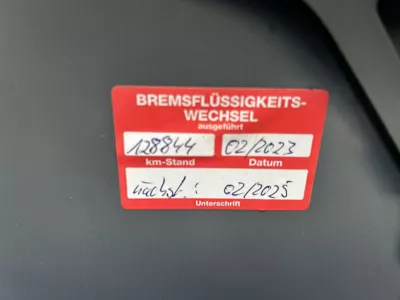 BREMSFLÜSSIGKEITS-
WECHSEL
ausgeführt
128844 02/2023
km-Stand Datum
nächst.: 02/2025
Unterschrift